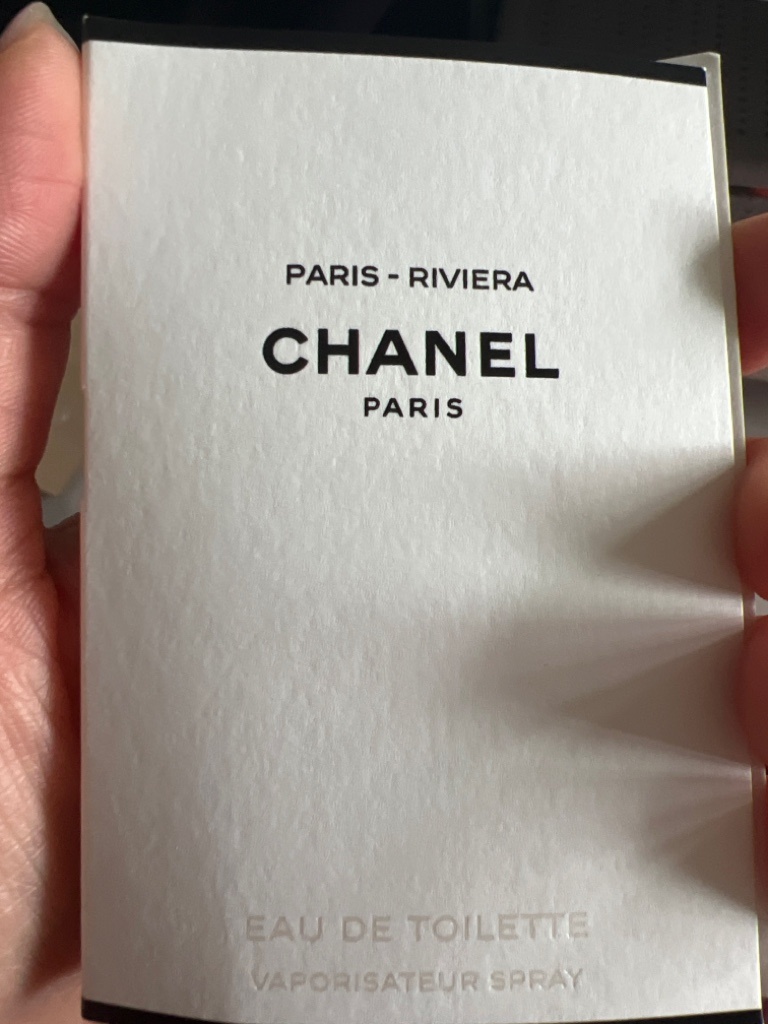 PARIS - RIVIERA
CHANEL
PARIS
EAU DE TOILETTE
VAPORISATEUR SPRAY